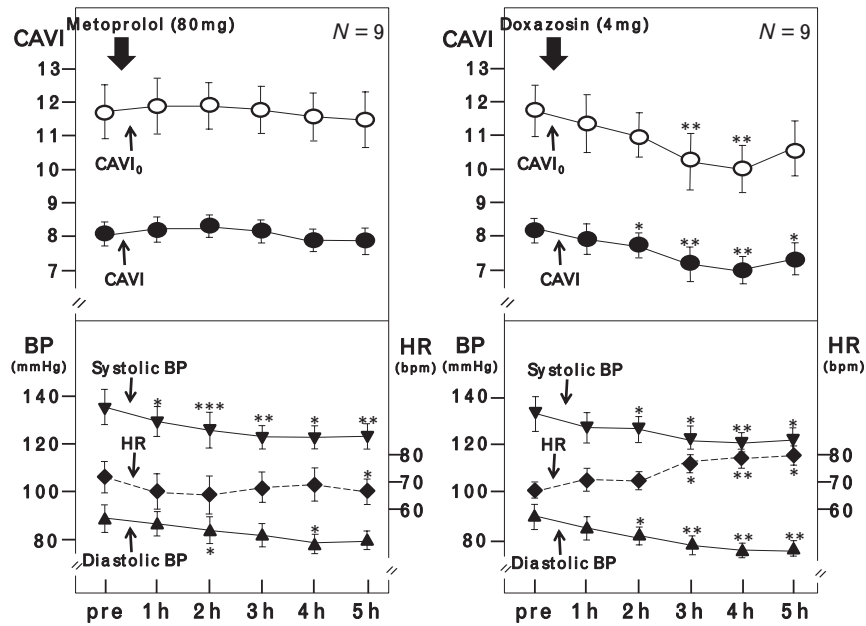 Metoprolol (80mg)
CAVI
N = 9
13
12
11
10
9
8
7
CAVI₀
CAVI
//
BP
(mmHg)
HR
(bpm)
Systolic BP
140
120
100
80
80
70
60
* *** ** * **
HR
*
* *
Diastolic BP
// //
pre 1h 2h 3h 4h 5h
Doxazosin (4mg)
CAVI
N = 9
13
12
11
10
9
8
7
** **
CAVI₀
* ** ** *
CAVI
//
BP
(mmHg)
HR
(bpm)
Systolic BP
140
120
100
80
80
70
60
* * ** *
HR
* ** *
* ** ** **
Diastolic BP
// //
pre 1h 2h 3h 4h 5h